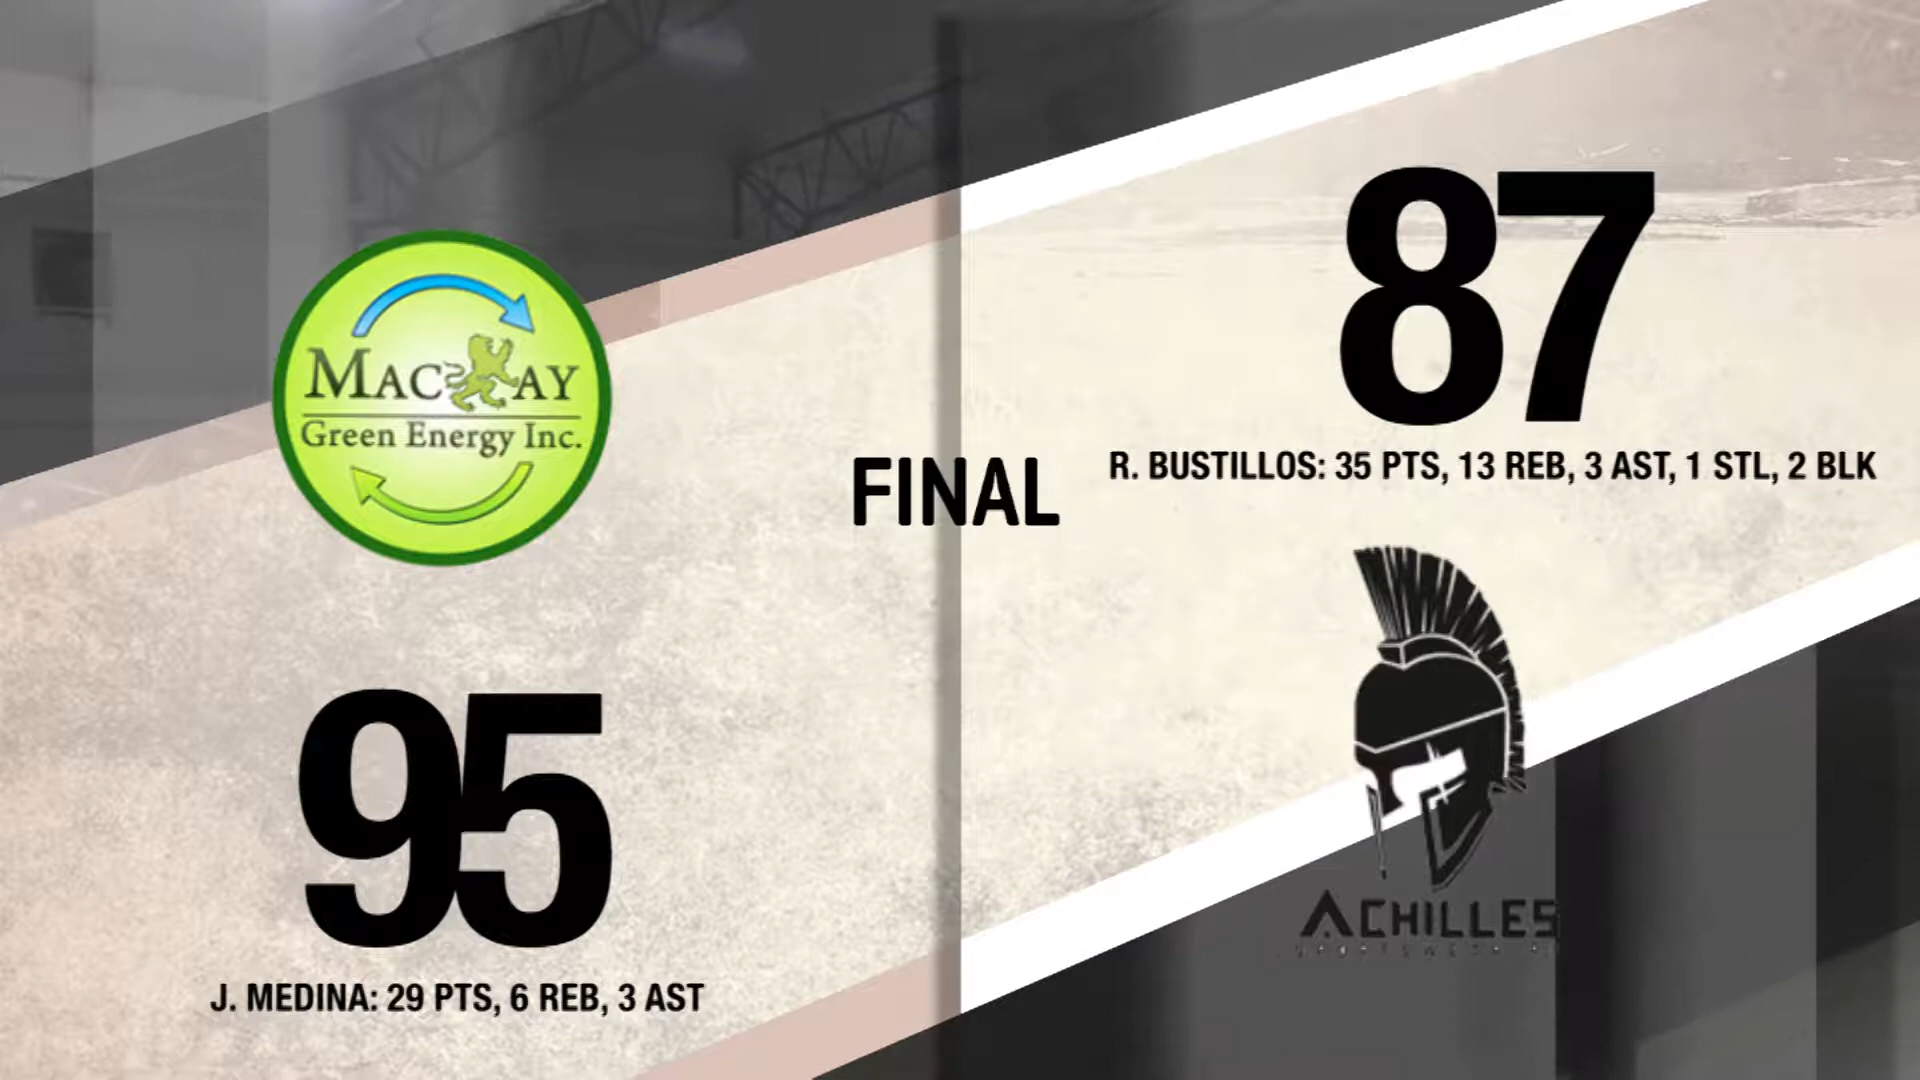 MACKAY
Green Energy Inc.
95
J. MEDINA: 29 PTS, 6 REB, 3 AST
FINAL
87
R. BUSTILLOS: 35 PTS, 13 REB, 3 AST, 1 STL, 2 BLK
ACHILLES